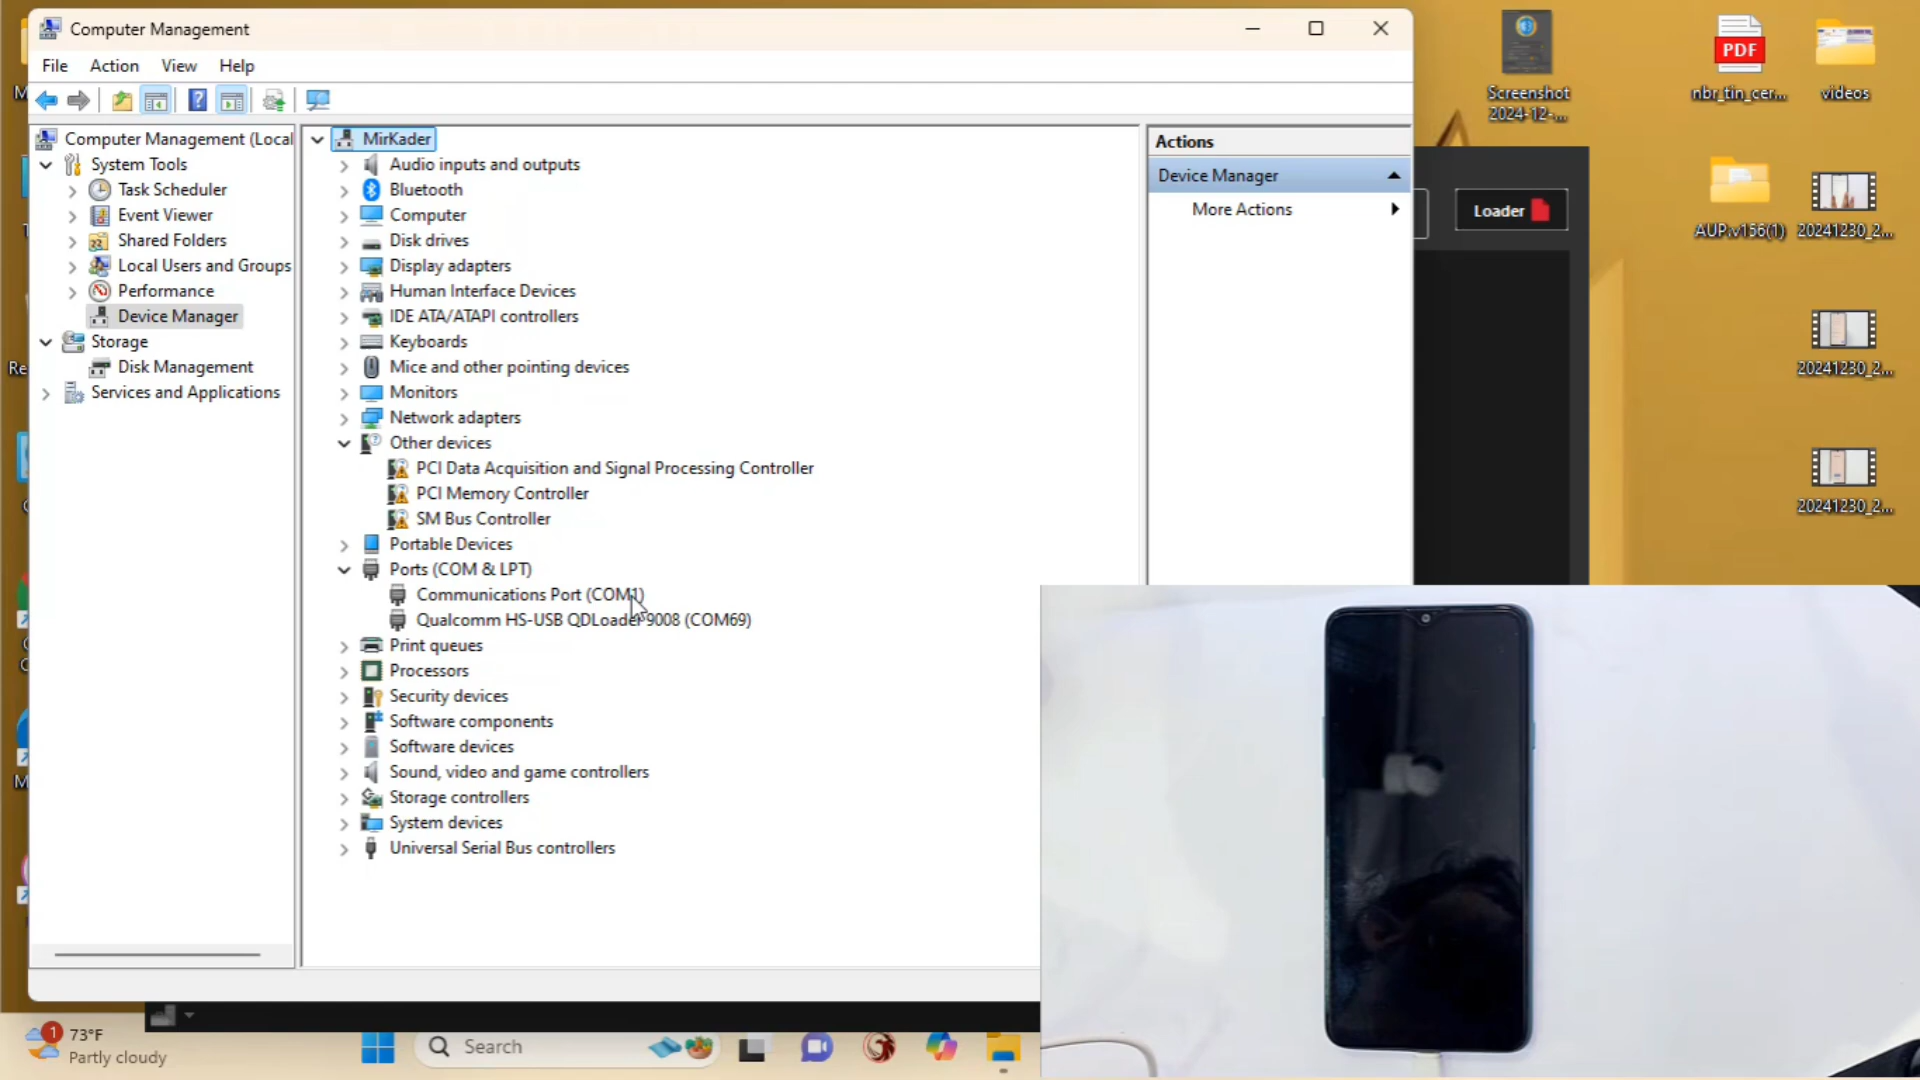 Computer Management
File Action View Help
Computer Management (Local
System Tools
Task Scheduler
Event Viewer
Shared Folders
Local Users and Groups
Performance
Device Manager
Storage
Disk Management
Services and Applications
MirKader
Audio inputs and outputs
Bluetooth
Computer
Disk drives
Display adapters
Human Interface Devices
IDE ATA/ATAPI controllers
Keyboards
Mice and other pointing devices
Monitors
Network adapters
Other devices
PCI Data Acquisition and Signal Processing Controller
PCI Memory Controller
SM Bus Controller
Portable Devices
Ports (COM & LPT)
Communications Port (COM1)
Qualcomm HS-USB QDLoader 9008 (COM69)
Print queues
Processors
Security devices
Software components
Software devices
Sound, video and game controllers
Storage controllers
System devices
Universal Serial Bus controllers
Actions
Device Manager
More Actions
Loader
Screenshot
2024-12-...
PDF
nbr_tin_cer...
videos
AUP.v156(1)
20241230_2...
20241230_2...
20241230_2...
1
73°F
Partly cloudy
Search